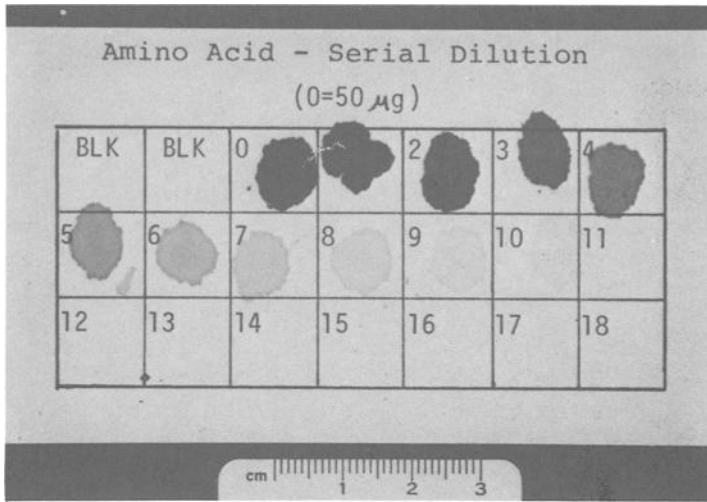 Amino Acid - Serial Dilution
(0=50 µg)
BLK BLK 0 2 3 4
5 6 7 8 9 10 11
12 13 14 15 16 17 18
cm 1 2 3